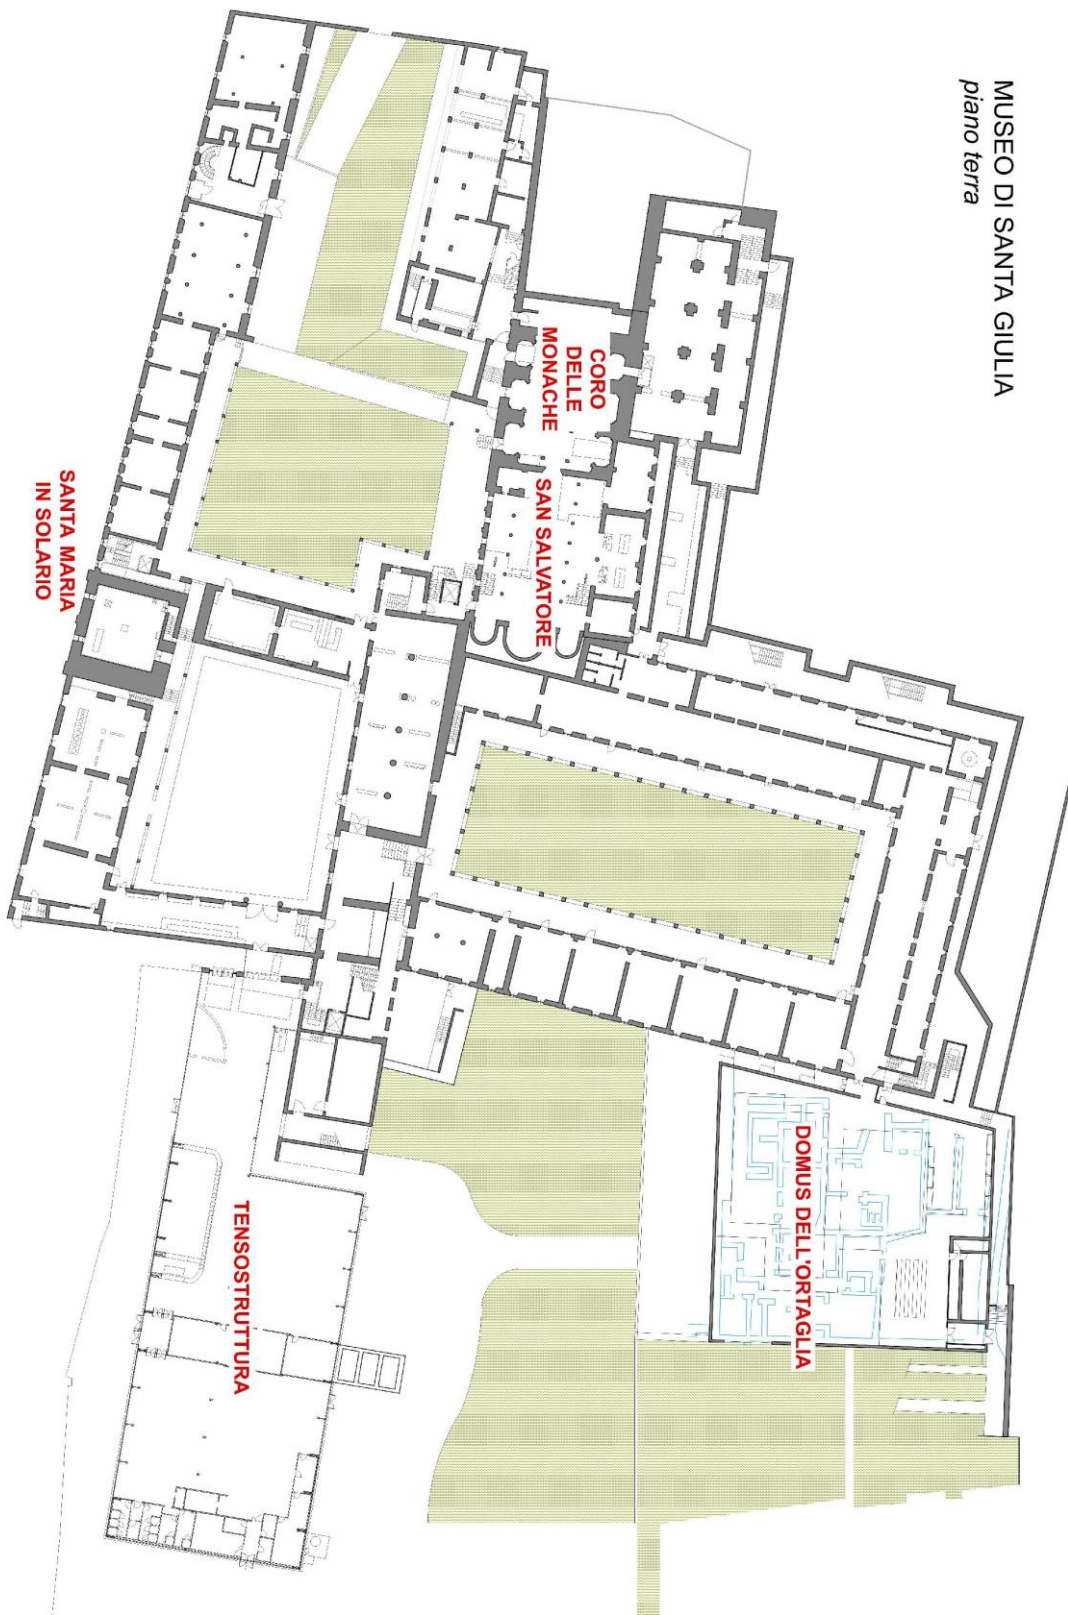 MUSEO DI SANTA GIULIA
piano terra
CORO
DELLE
MONACHE
SAN SALVATORE
SANTA MARIA
IN SOLARIO
DOMUS DELL'ORTAGLIA
TENSOSTRUTTURA